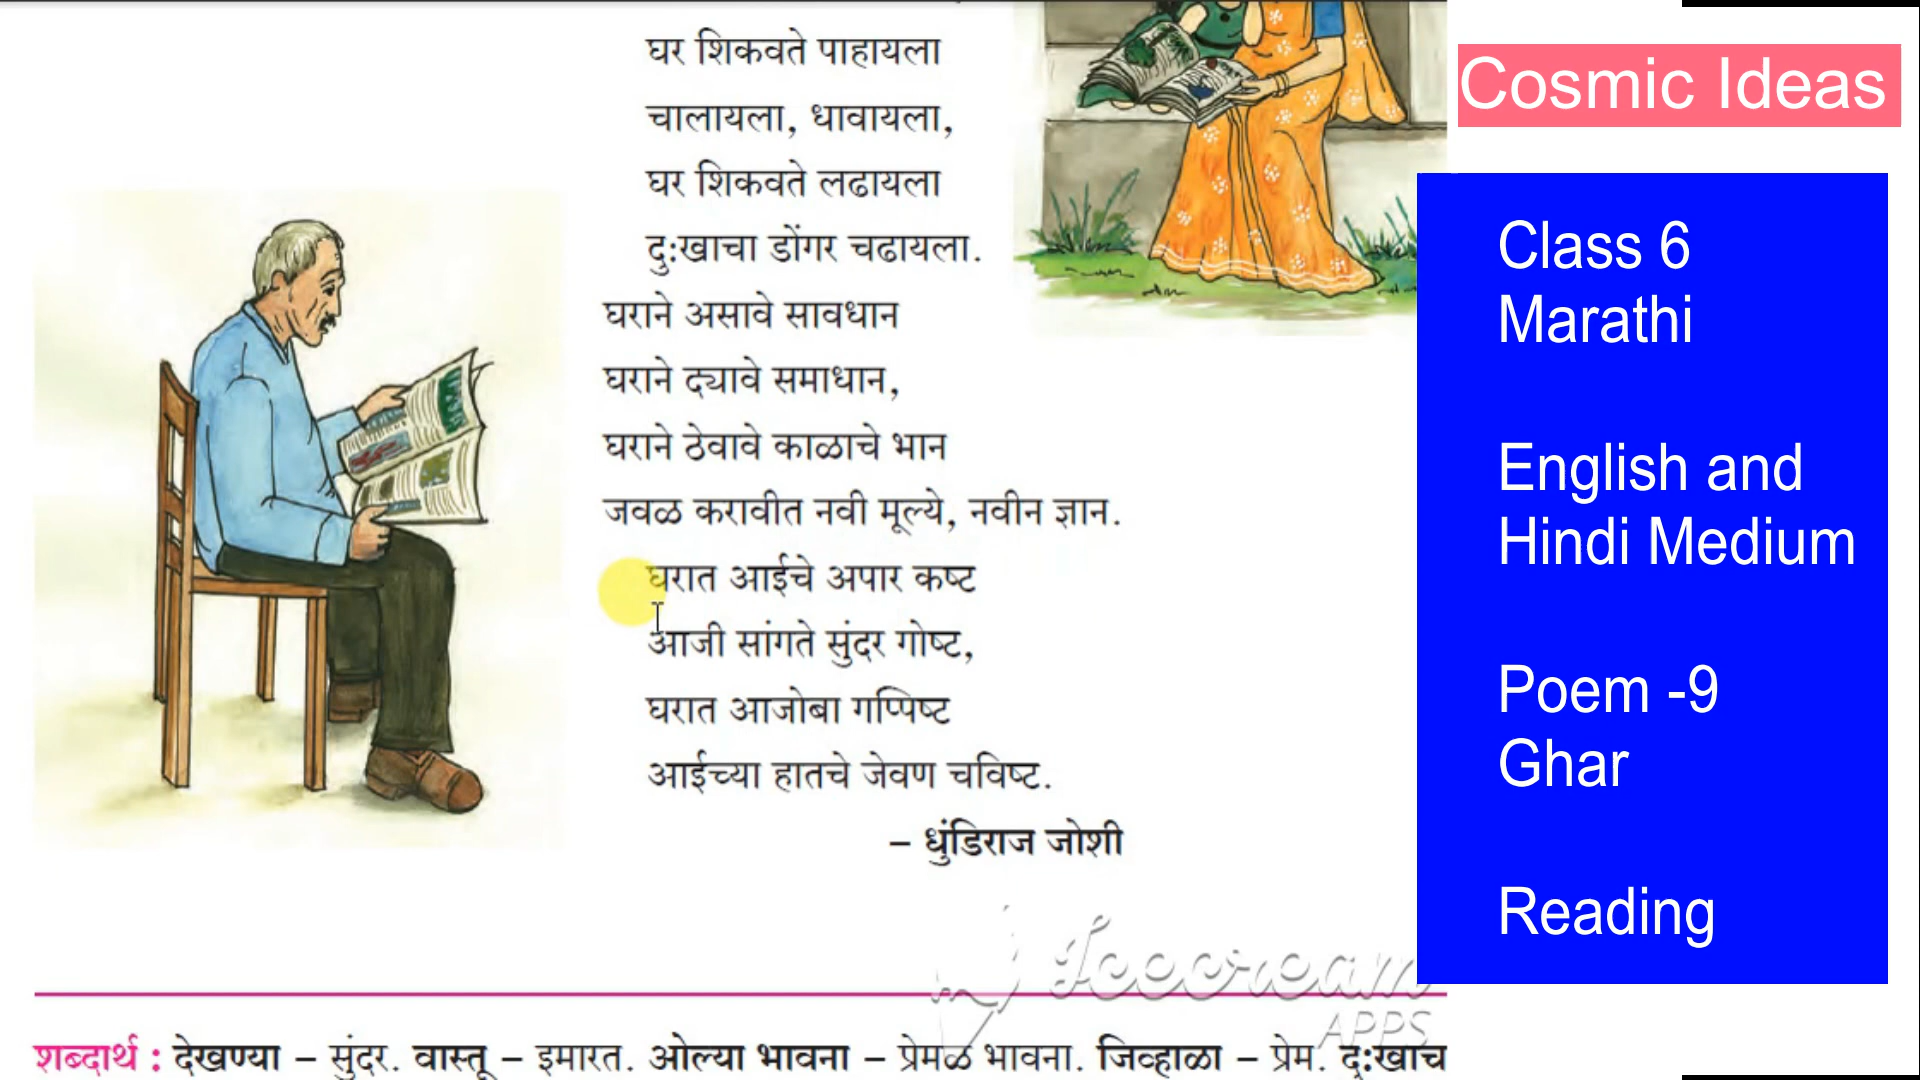 घर शिकवते पाहायला
चालायला, धावायला,
घर शिकवते लढायला
दु:खाचा डोंगर चढायला.
घराने असावे सावधान
घराने द्यावे समाधान,
घराने ठेवावे काळाचे भान
जवळ करावीत नवी मूल्ये, नवीन ज्ञान.
घरात आईचे अपार कष्ट
आजी सांगते सुंदर गोष्ट,
घरात आजोबा गप्पिष्ट
आईच्या हातचे जेवण चविष्ट.
– धुंडिराज जोशी
शब्दार्थ : देखण्या – सुंदर. वास्तू – इमारत. ओल्या भावना – प्रेमळ भावना. जिव्हाळा – प्रेम. दु:खाच
Cosmic Ideas
Class 6
Marathi
English and
Hindi Medium
Poem -9
Ghar
Reading
Icecream
APPS